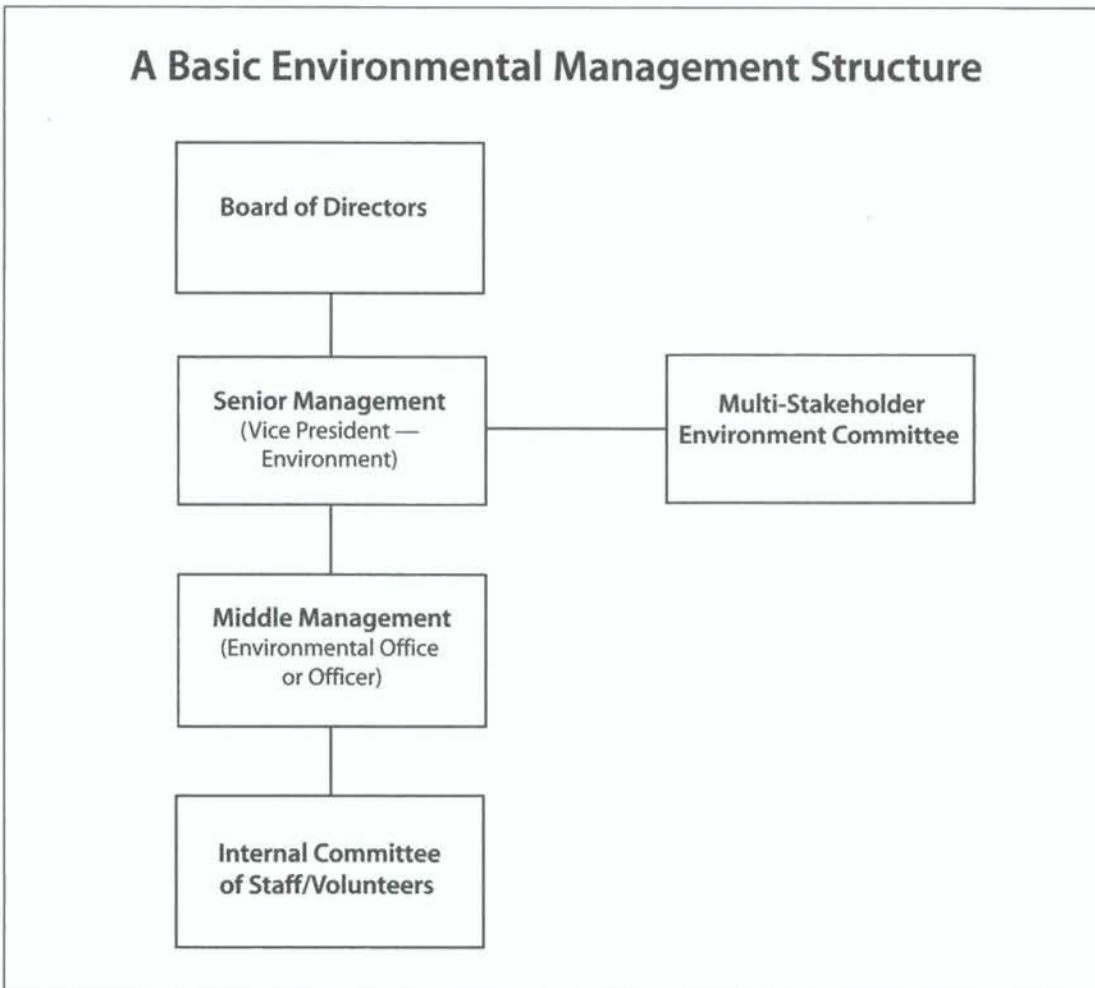 A Basic Environmental Management Structure
Board of Directors
Senior Management
(Vice President —
Environment)
Multi-Stakeholder
Environment Committee
Middle Management
(Environmental Office
or Officer)
Internal Committee
of Staff/Volunteers